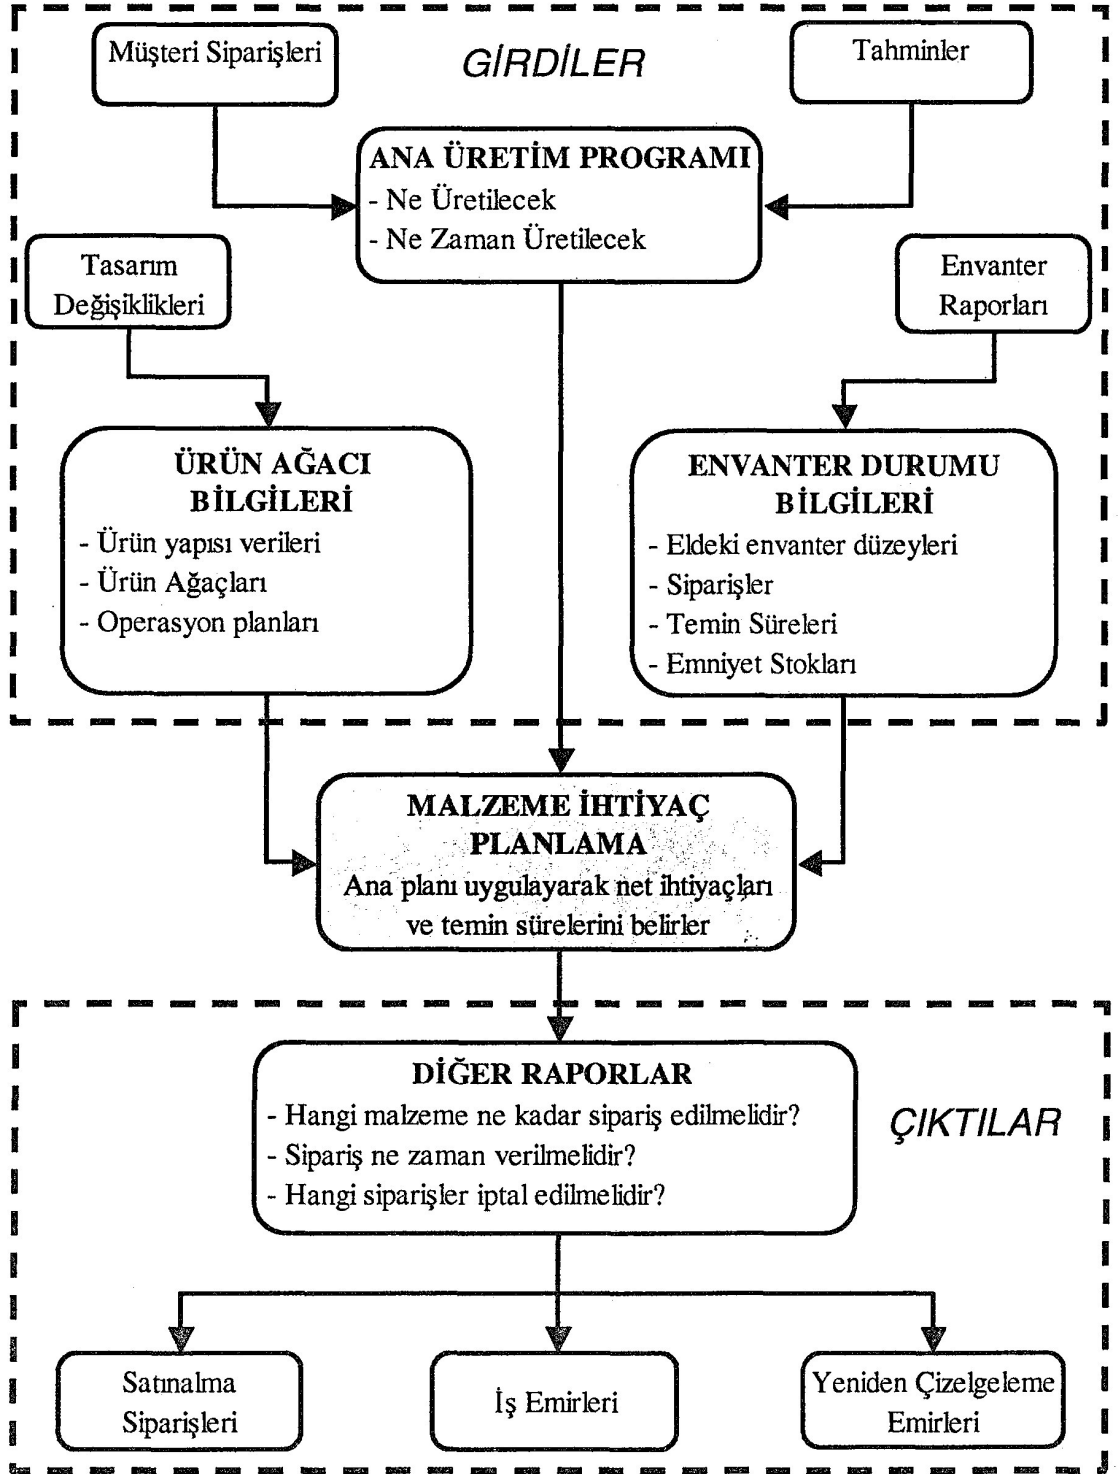 Müşteri Siparişleri
GİRDİLER
Tahminler
ANA ÜRETİM PROGRAMI
- Ne Üretilecek
- Ne Zaman Üretilecek
Tasarım
Değişiklikleri
Envanter
Raporları
ÜRÜN AĞACI
BİLGİLERİ
- Ürün yapısı verileri
- Ürün Ağaçları
- Operasyon planları
ENVANTER DURUMU
BİLGİLERİ
- Eldeki envanter düzeyleri
- Siparişler
- Temin Süreleri
- Emniyet Stokları
MALZEME İHTİYAÇ
PLANLAMA
Ana planı uygulayarak net ihtiyaçları
ve temin sürelerini belirler
DİĞER RAPORLAR
- Hangi malzeme ne kadar sipariş edilmelidir?
- Sipariş ne zaman verilmelidir?
- Hangi siparişler iptal edilmelidir?
ÇIKTILAR
Satınalma
Siparişleri
İş Emirleri
Yeniden Çizelgeleme
Emirleri